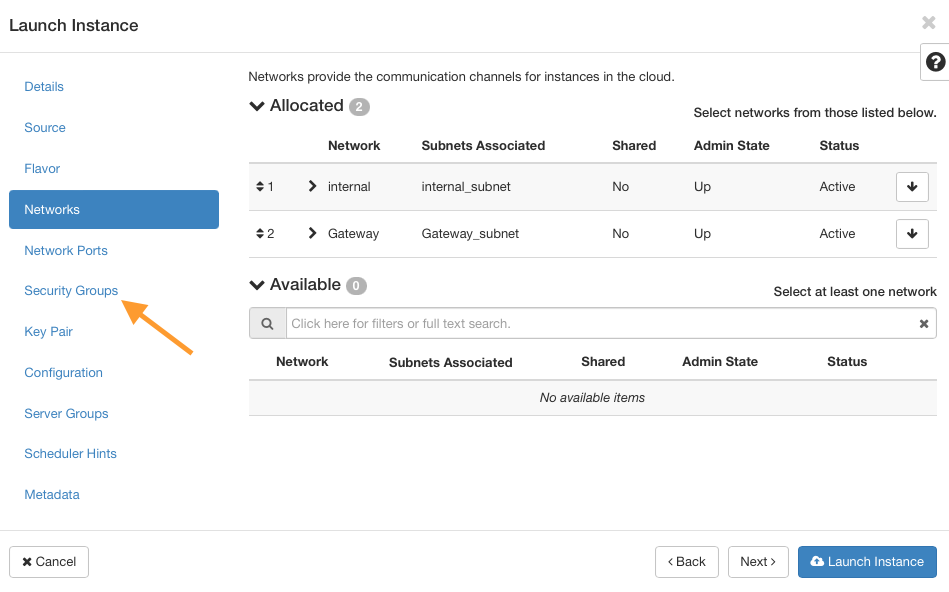 Launch Instance
Details
Source
Flavor
Networks
Network Ports
Security Groups
Key Pair
Configuration
Server Groups
Scheduler Hints
Metadata
Networks provide the communication channels for instances in the cloud.
Allocated 2
Select networks from those listed below.
Network Subnets Associated Shared Admin State Status
1 internal internal_subnet No Up Active
2 Gateway Gateway_subnet No Up Active
Available 0
Select at least one network
Click here for filters or full text search.
Network Subnets Associated Shared Admin State Status
No available items
Cancel
Back
Next
Launch Instance